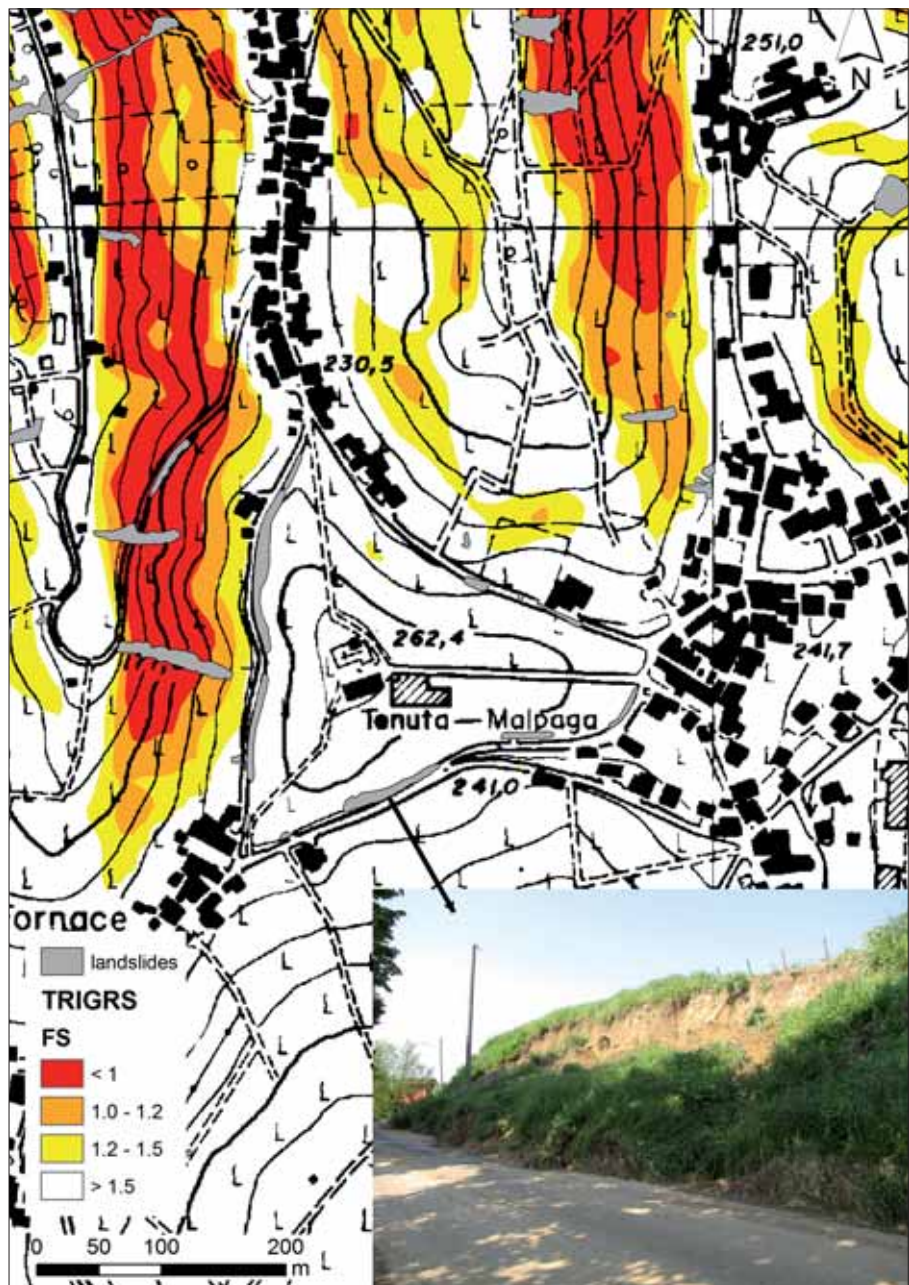 251,0
N
230,5
262,4
241,7
Tenuta — Malpaga
241,0
ornace
landslides
TRIGRS
FS
< 1
1.0 - 1.2
1.2 - 1.5
> 1.5
0 50 100 200
m